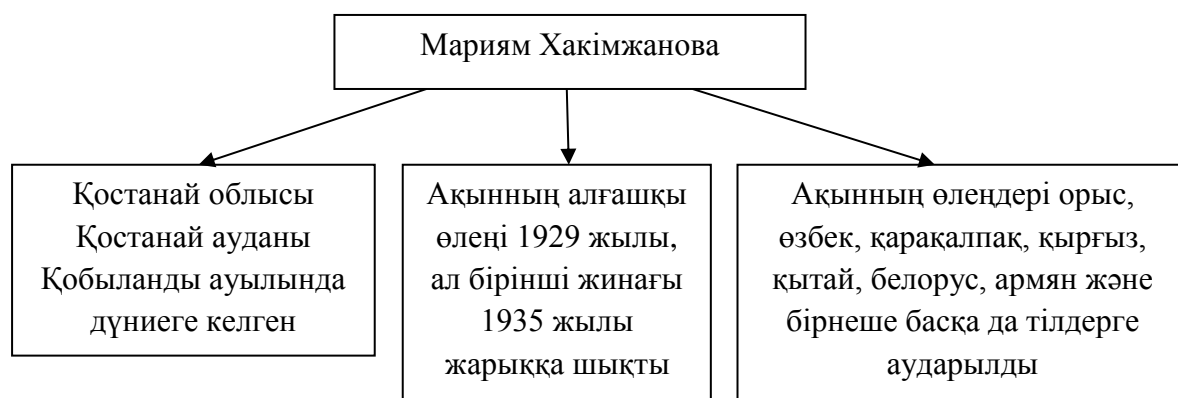 Мариям Хакімжанова
Қостанай облысы
Қостанай ауданы
Қобыланды ауылында
дүниеге келген
Ақынның алғашқы
өлеңі 1929 жылы,
ал бірінші жинағы
1935 жылы
жарыққа шықты
Ақынның өлеңдері орыс,
өзбек, қарақалпақ, қырғыз,
қытай, белорус, армян және
бірнеше басқа да тілдерге
аударылды